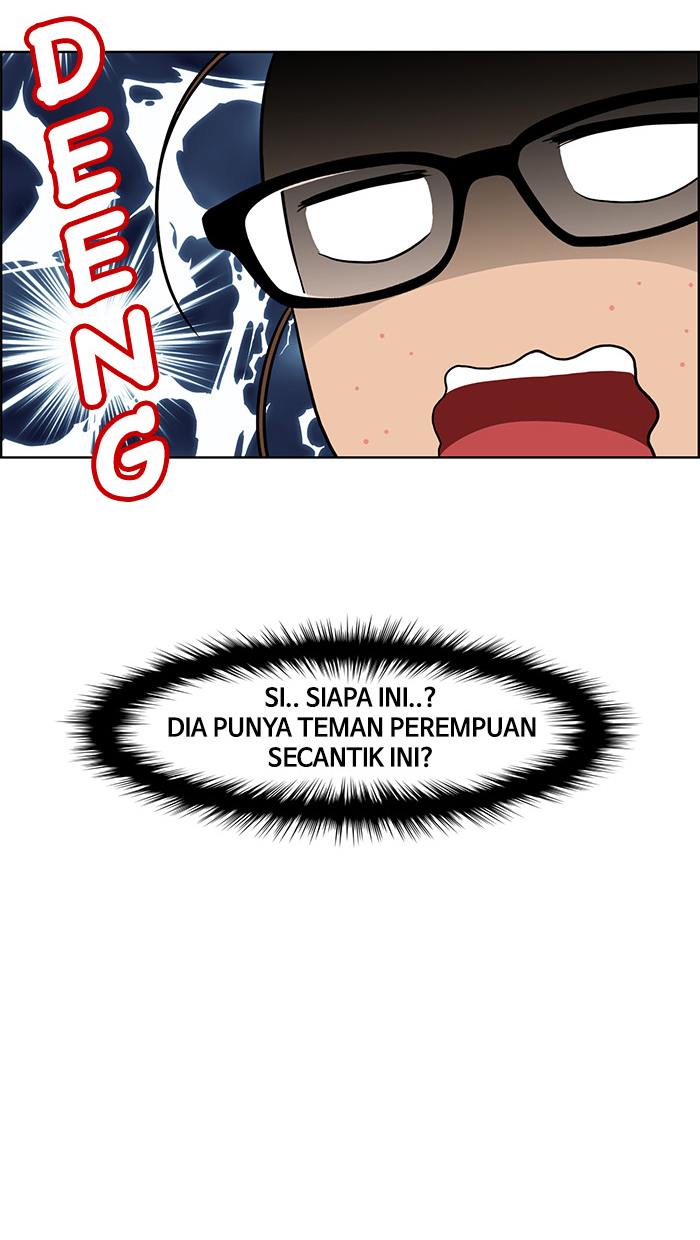 DEENG
SI.. SIAPA INI..?
DIA PUNYA TEMAN PEREMPUAN
SECANTIK INI?